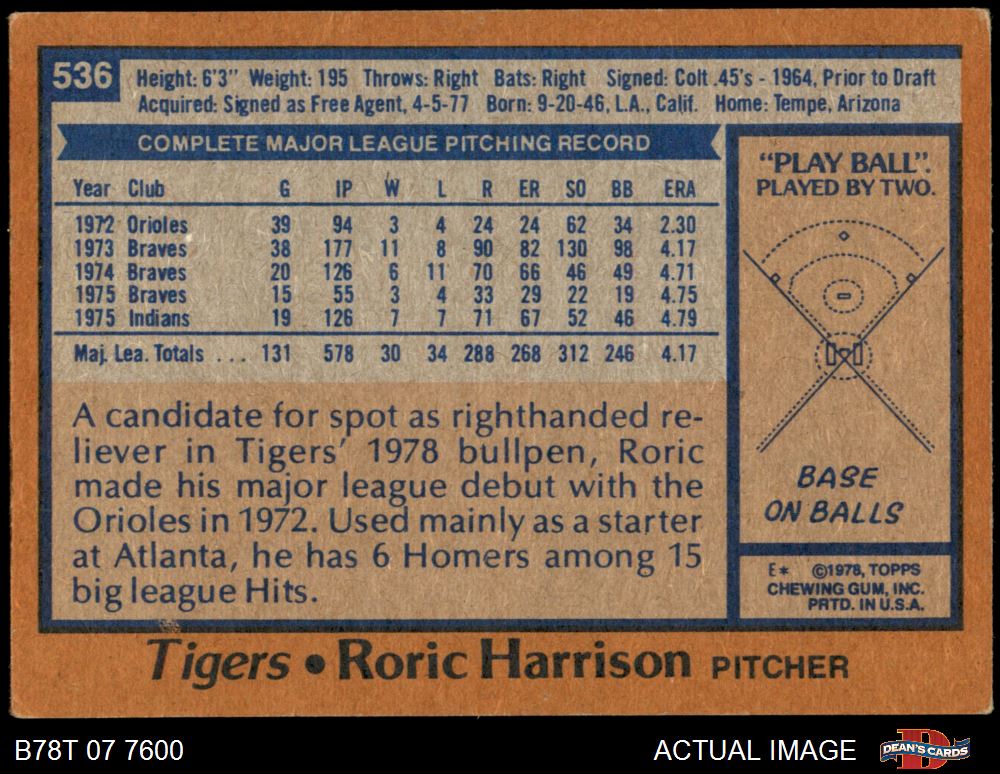 536
Height: 6'3" Weight: 195 Throws: Right Bats: Right Signed: Colt .45's - 1964, Prior to Draft
Acquired: Signed as Free Agent, 4-5-77 Born: 9-20-46, L.A., Calif. Home: Tempe, Arizona
COMPLETE MAJOR LEAGUE PITCHING RECORD
Year Club G IP W L R ER SO BB ERA
1972 Orioles 39 94 3 4 24 24 62 34 2.30
1973 Braves 38 177 11 8 90 82 130 98 4.17
1974 Braves 20 126 6 11 70 66 46 49 4.71
1975 Braves 15 55 3 4 33 29 22 19 4.75
1975 Indians 19 126 7 7 71 67 52 46 4.79
Maj. Lea. Totals ... 131 578 30 34 288 268 312 246 4.17
A candidate for spot as righthanded re-
liever in Tigers' 1978 bullpen, Roric
made his major league debut with the
Orioles in 1972. Used mainly as a starter
at Atlanta, he has 6 Homers among 15
big league Hits.
"PLAY BALL".
PLAYED BY TWO.
BASE
ON BALLS
E* ©1978, TOPPS
CHEWING GUM, INC.
PRTD. IN U.S.A.
Tigers • Roric Harrison PITCHER
B78T 07 7600
ACTUAL IMAGE
DEAN'S CARDS